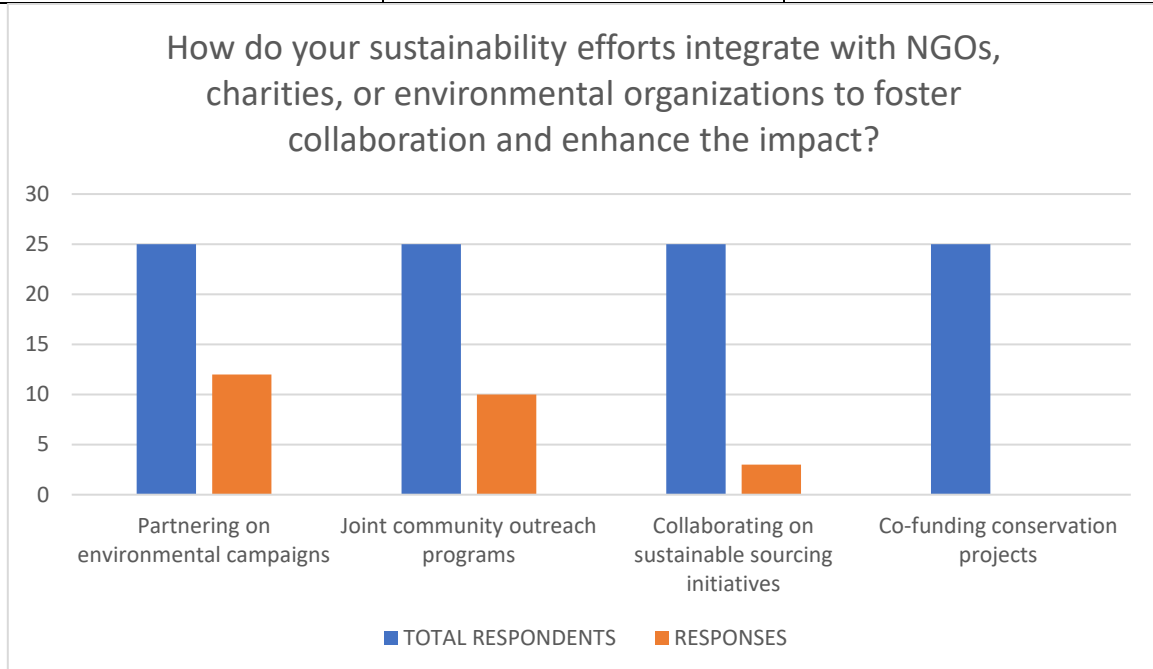 How do your sustainability efforts integrate with NGOs,
charities, or environmental organizations to foster
collaboration and enhance the impact?
30
25
20
15
10
5
0
Partnering on
environmental campaigns
Joint community outreach
programs
Collaborating on
sustainable sourcing
initiatives
Co-funding conservation
projects
TOTAL RESPONDENTS RESPONSES